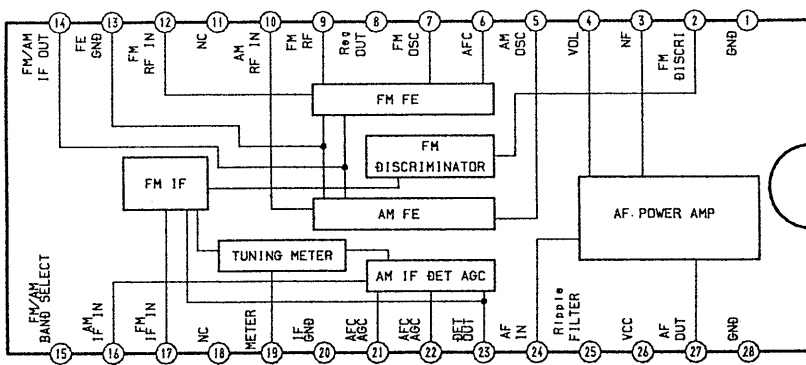 14 13 12 11 10 9 8 7 6 5 4 3 2 1
FM/AM
IF OUT
FE
GND
FM
RF IN
NC
AM
RF IN
FM
RF
Reg
OUT
FM
OSC
AFC
AM
OSC
VOL
NF
FM
DISCRI
GND
FM FE
FM
DISCRIMINATOR
FM IF
AM FE
AF. POWER AMP
TUNING METER
AM IF DET AGC
FM/AM
BAND SELECT
AM
IF IN
FM
IF IN
NC
METER
IF
GND
AFC
AGC
AFC
AGC
DET
OUT
AF
IN
Ripple
FILTER
VCC
AF
OUT
GND
15 16 17 18 19 20 21 22 23 24 25 26 27 28